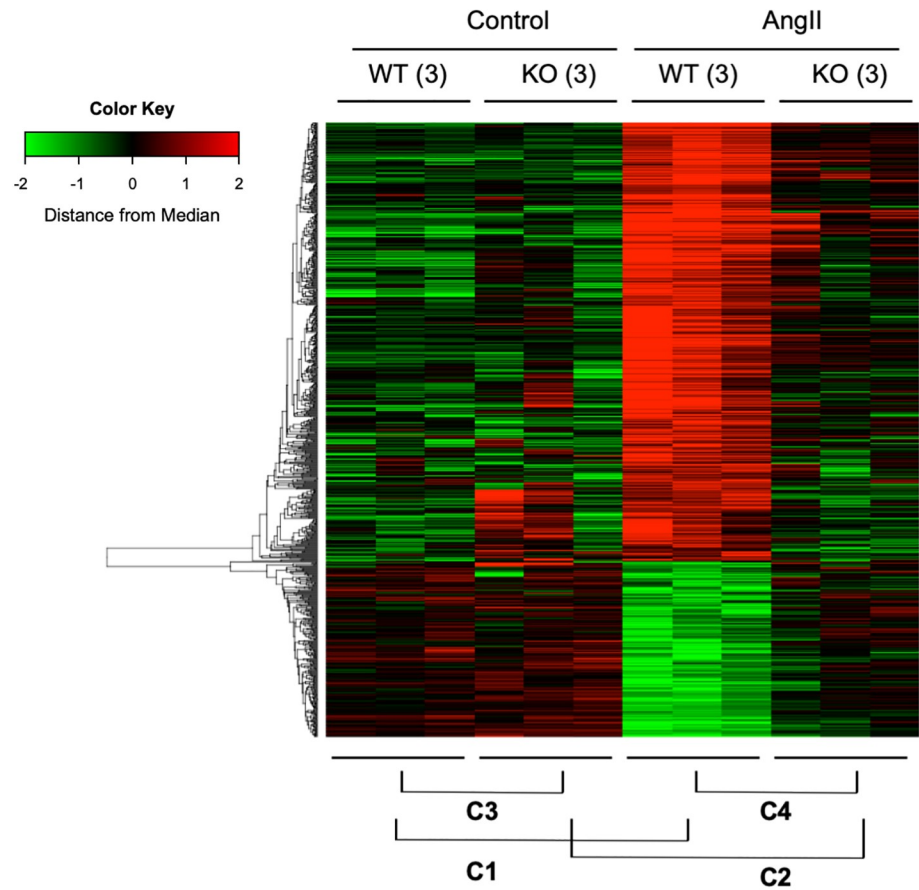 Control AngII
WT (3) KO (3) WT (3) KO (3)
Color Key
-2 -1 0 1 2
Distance from Median
C3 C4
C1 C2